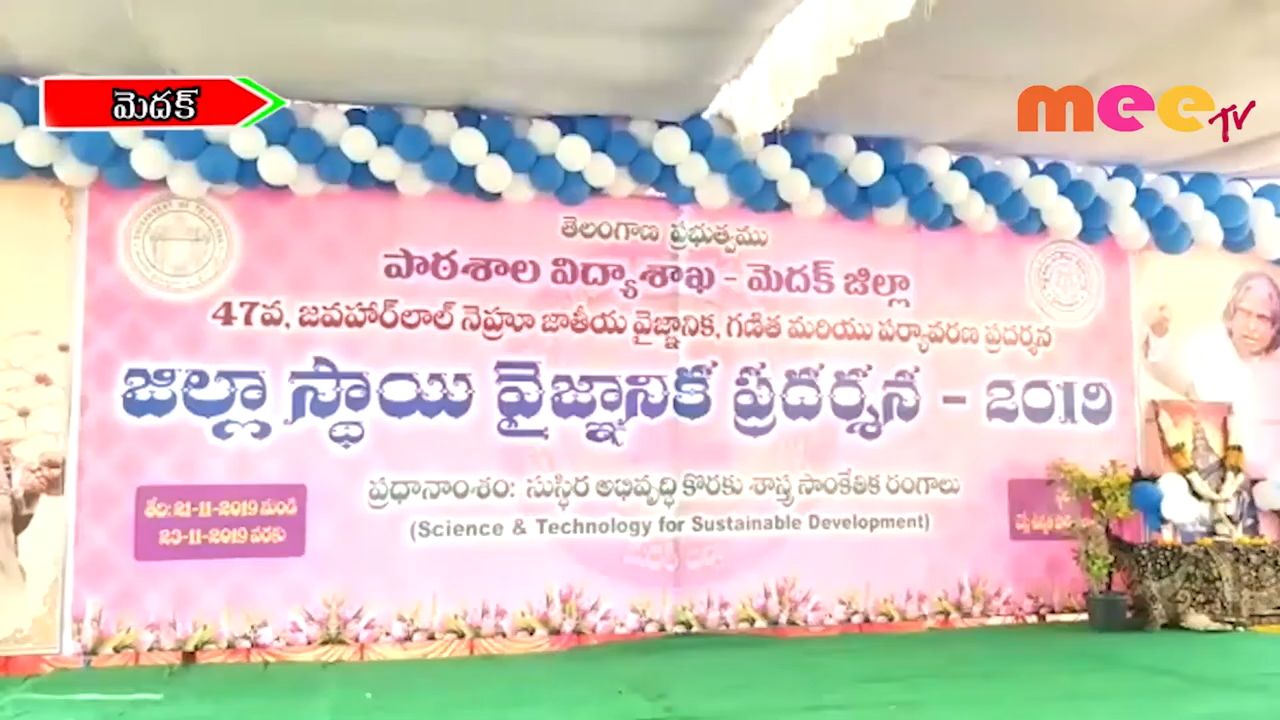 మెదక్
mee TV
తెలంగాణ ప్రభుత్వము
పాఠశాల విద్యాశాఖ - మెదక్ జిల్లా
47వ, జవహార్‌లాల్ నెహ్రూ జాతీయ వైజ్ఞానిక, గణిత మరియు పర్యావరణ ప్రదర్శన
జిల్లా స్థాయి వైజ్ఞానిక ప్రదర్శన - 2019
ప్రధానాంశం: సుస్థిర అభివృద్ధి కొరకు శాస్త్ర సాంకేతిక రంగాలు
(Science & Technology for Sustainable Development)
తేది: 21-11-2019 నుండి
23-11-2019 వరకు